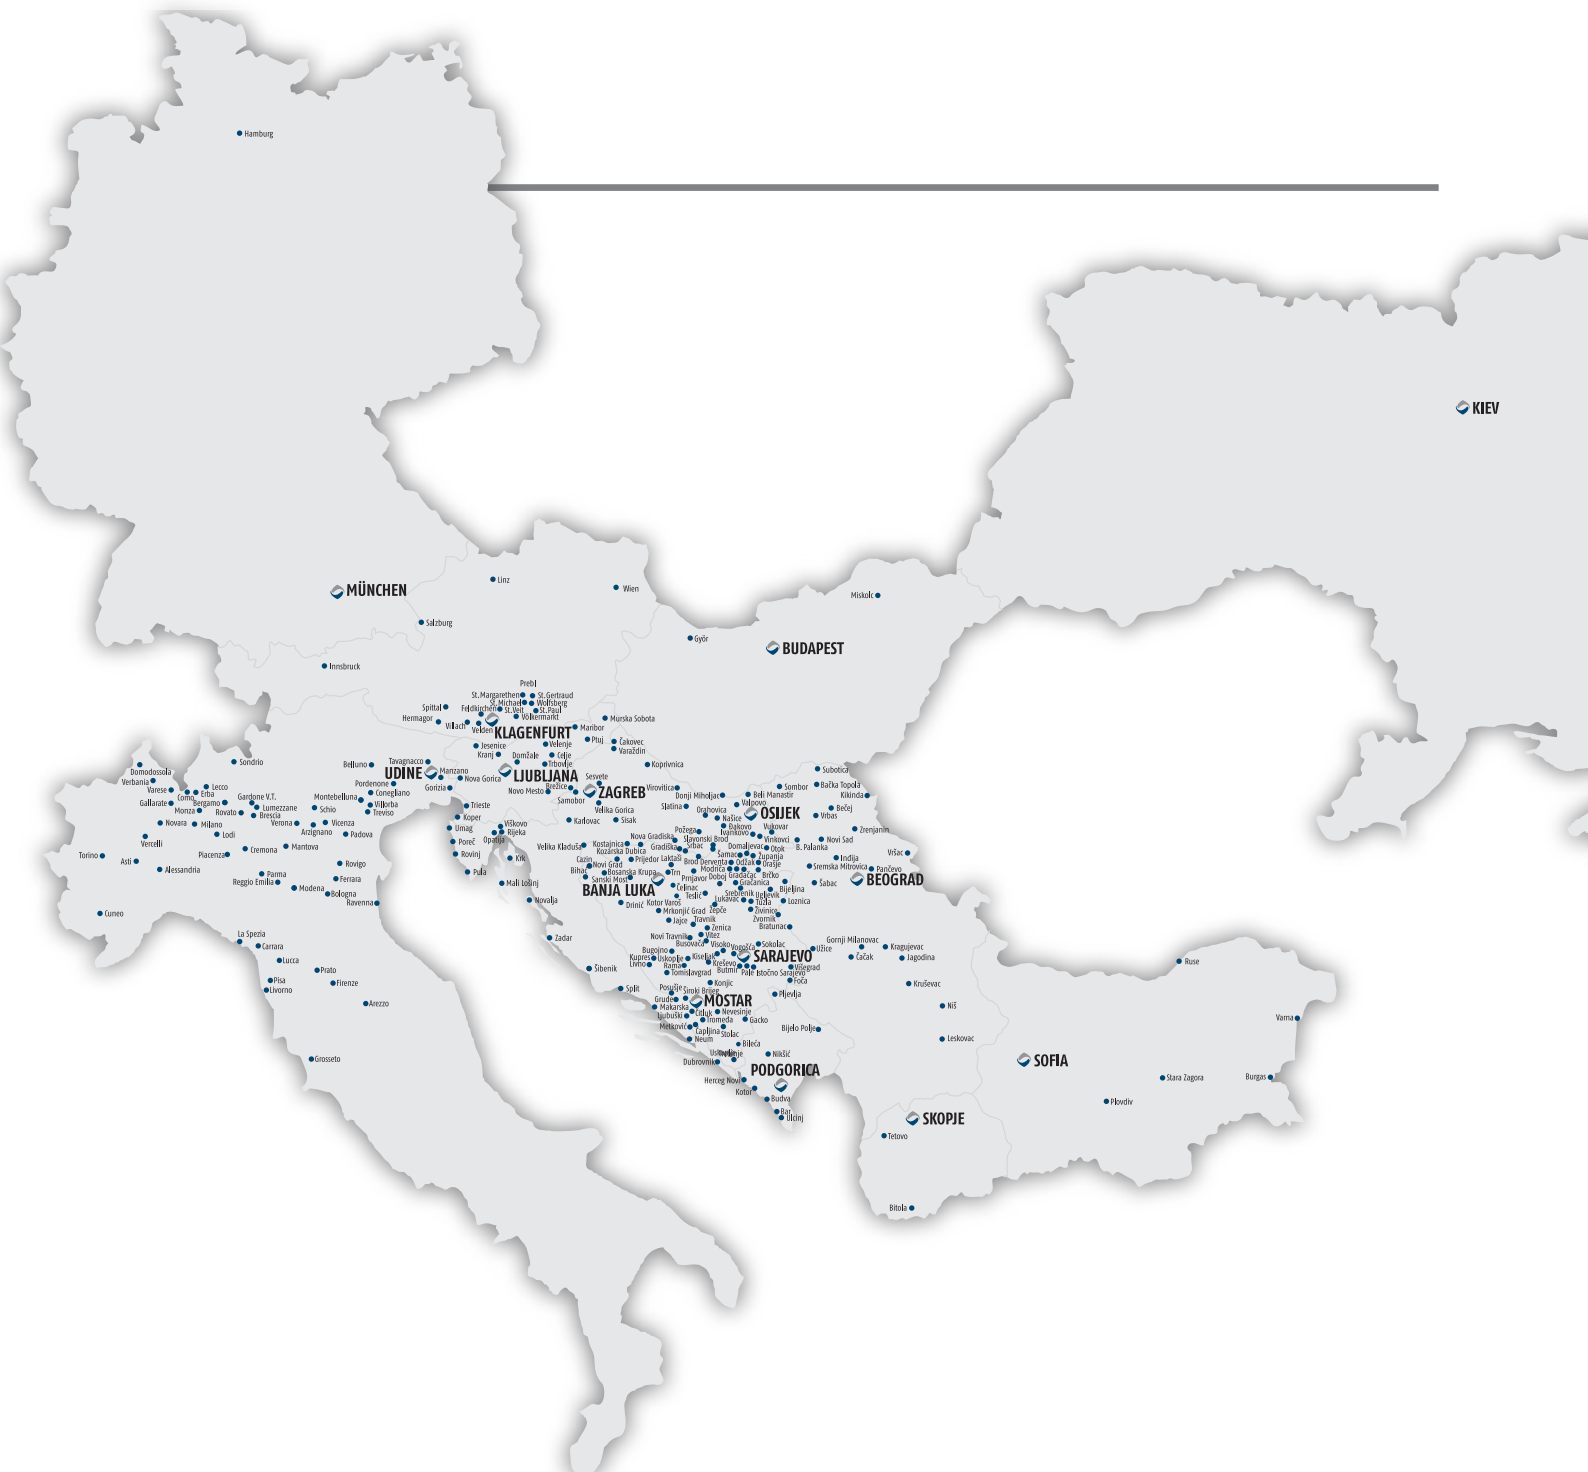 Hamburg
KIEV
MÜNCHEN
Linz
Wien
Miskolc
Salzburg
Győr
BUDAPEST
Innsbruck
Prebl
St.Margarethen
St.Gertraud
St.Michael
Wolfsberg
Spittal
Feldkirchen
St.Veit
St.Paul
Hermagor
Villach
Velden
Völkermarkt
Murska Sobota
KLAGENFURT
Maribor
Ptuj
Čakovec
Varaždin
Jesenice
Velenje
Kranj
Domžale
Celje
Trbovlje
Koprivnica
Domodossola
Sondrio
Belluno
Tavagnacco
UDINE
Manzano
Nova Gorica
LJUBLJANA
Sesvete
Subotica
Verbania
Varese
Lecco
Como
Erba
Pordenone
Conegliano
Gorizia
Novo Mesto
Brežice
ZAGREB
Samobor
Virovitica
Donji Miholjac
Beli Manastir
Sombor
Bačka Topola
Kikinda
Gallarate
Monza
Bergamo
Gardone V.T.
Lumezzane
Rovato
Brescia
Montebelluna
Villorba
Treviso
Schio
Trieste
Koper
Velika Gorica
Slatina
Orahovica
Valpovo
OSIJEK
Bečej
Vrbas
Novara
Milano
Lodi
Verona
Vicenza
Arzignano
Padova
Umag
Viškovo
Opatija
Rijeka
Karlovac
Sisak
Našice
Đakovo
Požega
Ivankovo
Vukovar
Vinkovci
Zrenjanin
Vercelli
Poreč
Velika Kladuša
Kostajnica
Nova Gradiska
Slavonski Brod
Kozarska Dubica
Gradiška
Srbac
Domaljevac
Otok
B. Palanka
Novi Sad
Torino
Asti
Piacenza
Cremona
Mantova
Rovinj
Krk
Cazin
Novi Grad
Prijedor
Laktaši
Brod
Derventa
Samac
Odžak
Županja
Orašje
Inđija
Vršac
Alessandria
Rovigo
Pula
Bihac
Bosanska Krupa
Sanski Most
Trn
Prnjavor
Modriča
Doboj
Gradačac
Brčko
Sremska Mitrovica
Pančevo
Parma
Reggio Emilia
Ferrara
Modena
Bologna
Mali Lošinj
BANJA LUKA
Čelinac
Teslić
Gračanica
Srebrenik
Ugljevik
Bijeljina
Šabac
BEOGRAD
Ravenna
Cuneo
Novalja
Drinić
Kotor Varoš
Mrkonjić Grad
Žepče
Lukavac
Tuzla
Živinice
Loznica
Zvornik
Jajce
Travnik
Zenica
Bratunac
La Spezia
Carrara
Zadar
Novi Travnik
Vitez
Busovača
Visoko
Vogošća
Sokolac
Užice
Gornji Milanovac
Kragujevac
Bugojno
Kupres
Uskoplje
Kiseljak
Kreševo
SARAJEVO
Čačak
Jagodina
Ruse
Lucca
Prato
Šibenik
Livno
Rama
Tomislavgrad
Butmir
Pale
Istočno Sarajevo
Višegrad
Foča
Pisa
Livorno
Firenze
Split
Konjic
Kruševac
Posušje
Široki Brijeg
Pljevlja
Arezzo
Grude
MOSTAR
Makarska
Čitluk
Nevesinje
Niš
Ljubuški
Tromeđa
Gacko
Varna
Metković
Čapljina
Stolac
Bijelo Polje
Neum
Bileća
Leskovac
Grosseto
Nikšić
Dubrovnik
SOFIA
PODGORICA
Herceg Novi
Kotor
Stara Zagora
Burgas
Budva
Plovdiv
Bar
Ulcinj
SKOPJE
Tetovo
Bitola